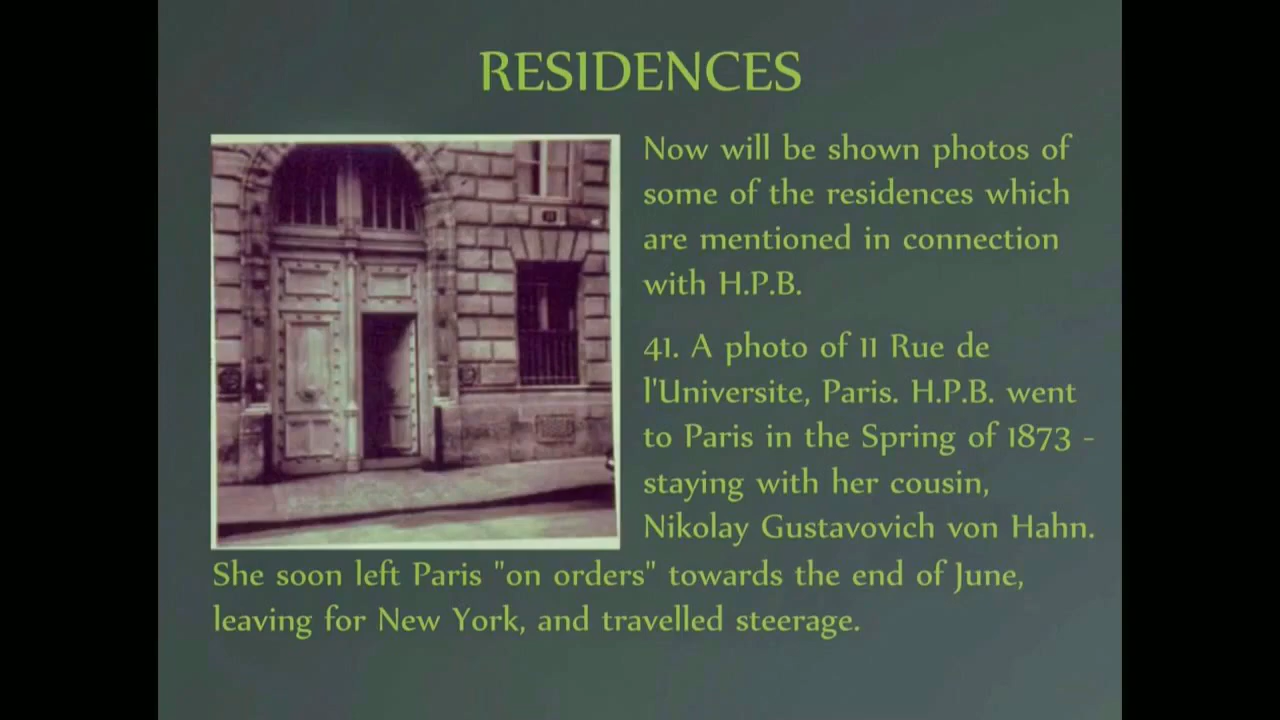 RESIDENCES
Now will be shown photos of
some of the residences which
are mentioned in connection
with H.P.B.
41. A photo of 11 Rue de
l'Universite, Paris. H.P.B. went
to Paris in the Spring of 1873 -
staying with her cousin,
Nikolay Gustavovich von Hahn.
She soon left Paris "on orders" towards the end of June,
leaving for New York, and travelled steerage.